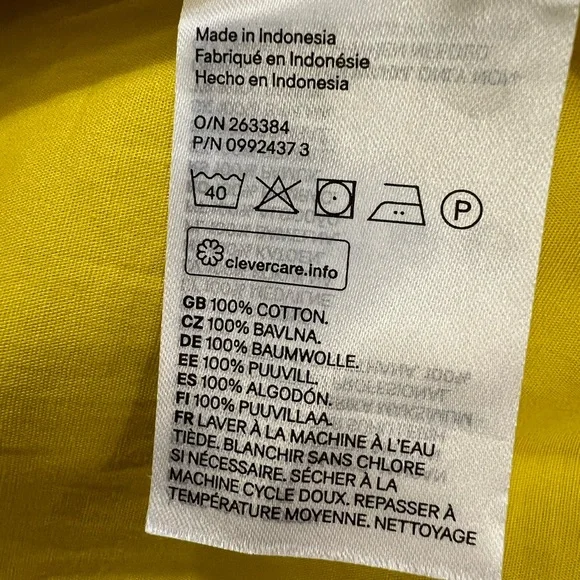 Made in Indonesia
Fabriqué en Indonésie
Hecho en Indonesia
O/N 263384
P/N 0992437 3
40
P
clevercare.info
GB 100% COTTON.
CZ 100% BAVLNA.
DE 100% BAUMWOLLE.
EE 100% PUUVILL.
ES 100% ALGODÓN.
FI 100% PUUVILLAA.
FR LAVER À LA MACHINE À L'EAU
TIÈDE. BLANCHIR SANS CHLORE
SI NÉCESSAIRE. SÉCHER À LA
MACHINE CYCLE DOUX. REPASSER À
TEMPÉRATURE MOYENNE. NETTOYAGE